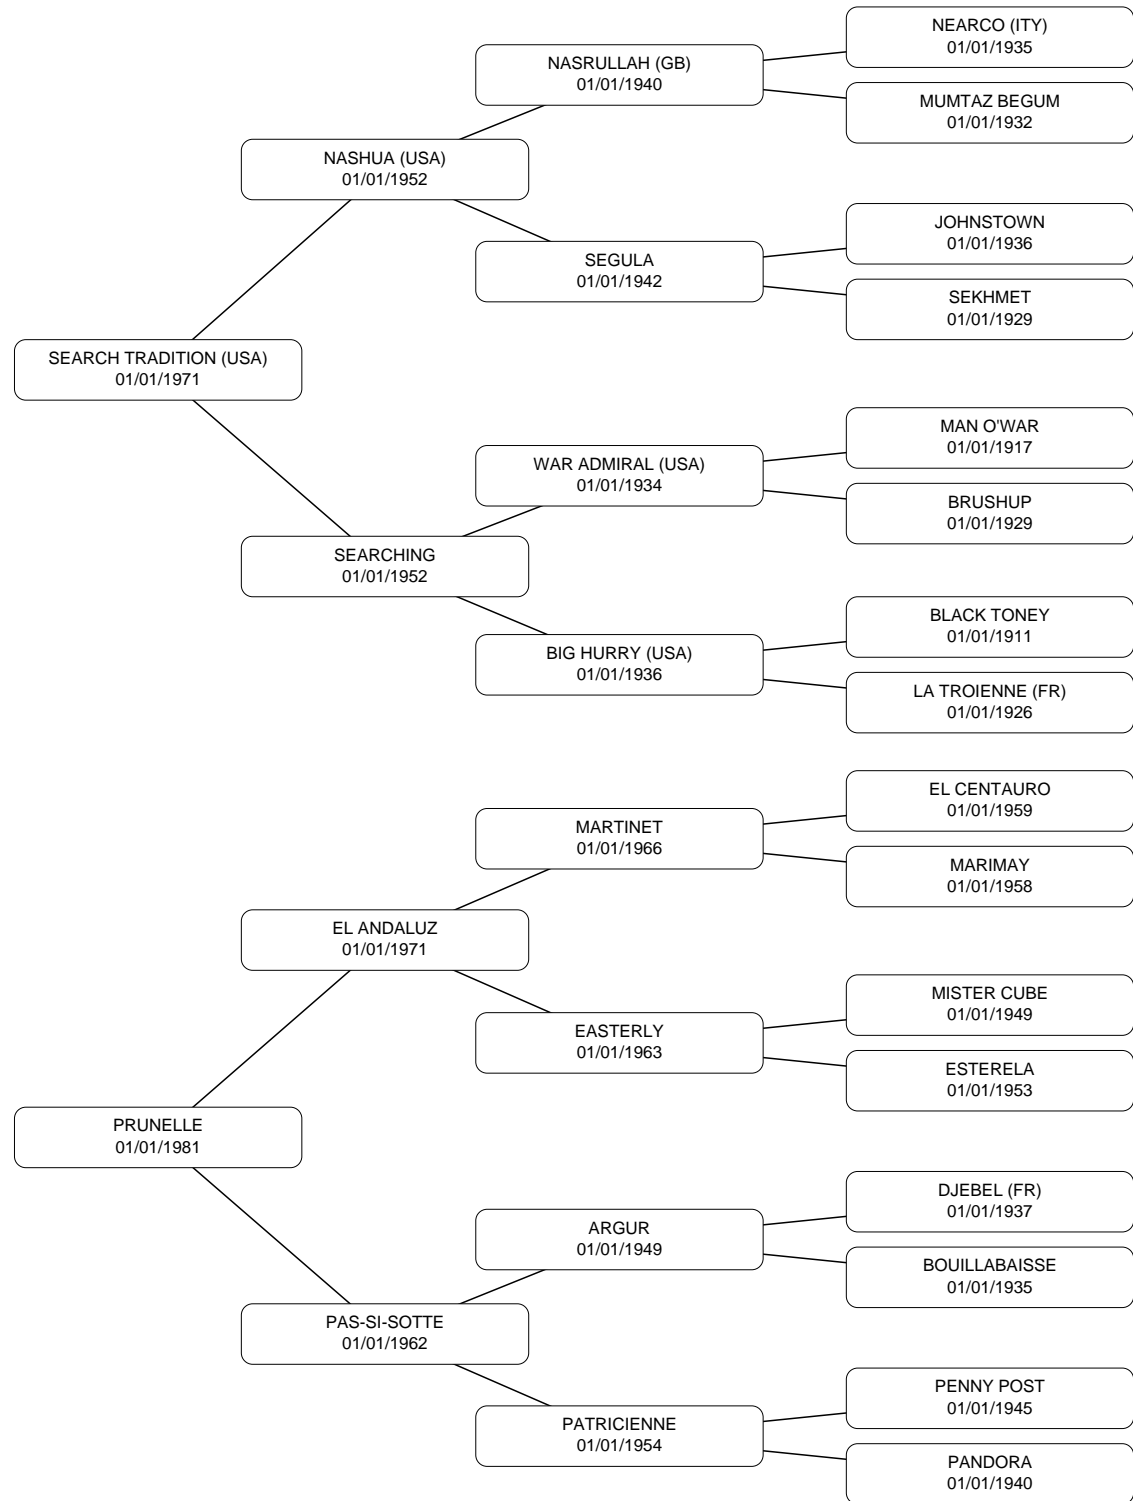 NEARCO (ITY)
01/01/1935
NASRULLAH (GB)
01/01/1940
MUMTAZ BEGUM
01/01/1932
NASHUA (USA)
01/01/1952
JOHNSTOWN
01/01/1936
SEGULA
01/01/1942
SEKHMET
01/01/1929
SEARCH TRADITION (USA)
01/01/1971
MAN O'WAR
01/01/1917
WAR ADMIRAL (USA)
01/01/1934
BRUSHUP
01/01/1929
SEARCHING
01/01/1952
BLACK TONEY
01/01/1911
BIG HURRY (USA)
01/01/1936
LA TROIENNE (FR)
01/01/1926
EL CENTAURO
01/01/1959
MARTINET
01/01/1966
MARIMAY
01/01/1958
EL ANDALUZ
01/01/1971
MISTER CUBE
01/01/1949
EASTERLY
01/01/1963
ESTERELA
01/01/1953
PRUNELLE
01/01/1981
DJEBEL (FR)
01/01/1937
ARGUR
01/01/1949
BOUILLABAISSE
01/01/1935
PAS-SI-SOTTE
01/01/1962
PENNY POST
01/01/1945
PATRICIENNE
01/01/1954
PANDORA
01/01/1940